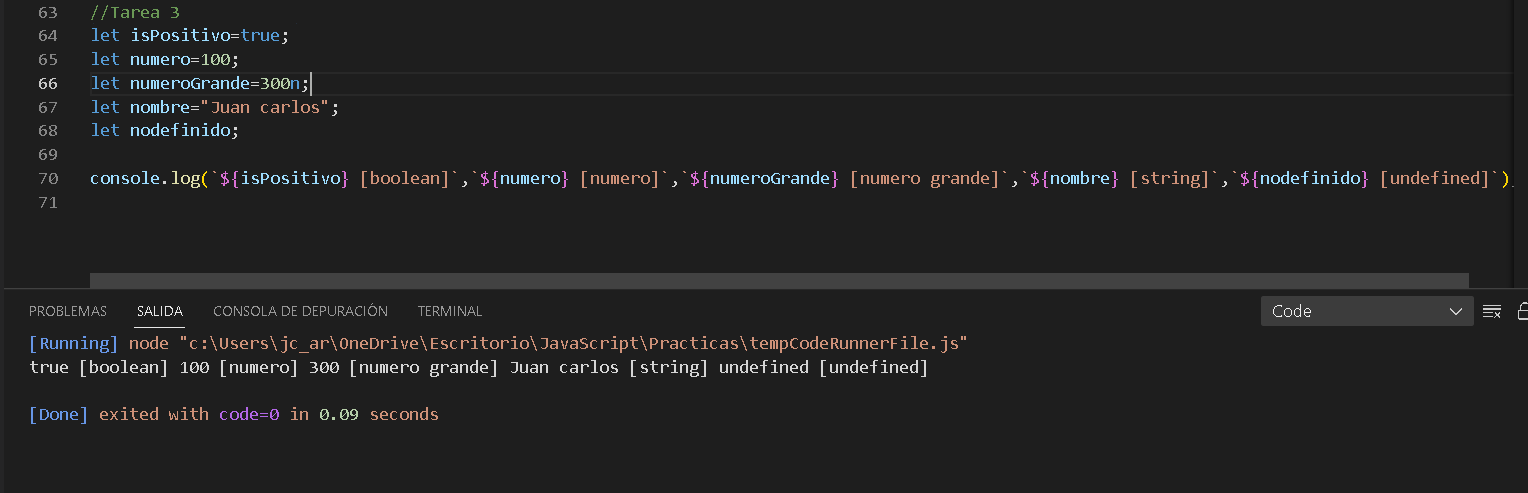 63 //Tarea 3
64 let isPositivo=true;
65 let numero=100;
66 let numeroGrande=300n;
67 let nombre="Juan carlos";
68 let nodefinido;
69
70 console.log(`${isPositivo} [boolean]`,`${numero} [numero]`,`${numeroGrande} [numero grande]`,`${nombre} [string]`,`${nodefinido} [undefined]`)
71
PROBLEMAS SALIDA CONSOLA DE DEPURACIÓN TERMINAL Code
[Running] node "c:\Users\jc_ar\OneDrive\Escritorio\JavaScript\Practicas\tempCodeRunnerFile.js"
true [boolean] 100 [numero] 300 [numero grande] Juan carlos [string] undefined [undefined]
[Done] exited with code=0 in 0.09 seconds